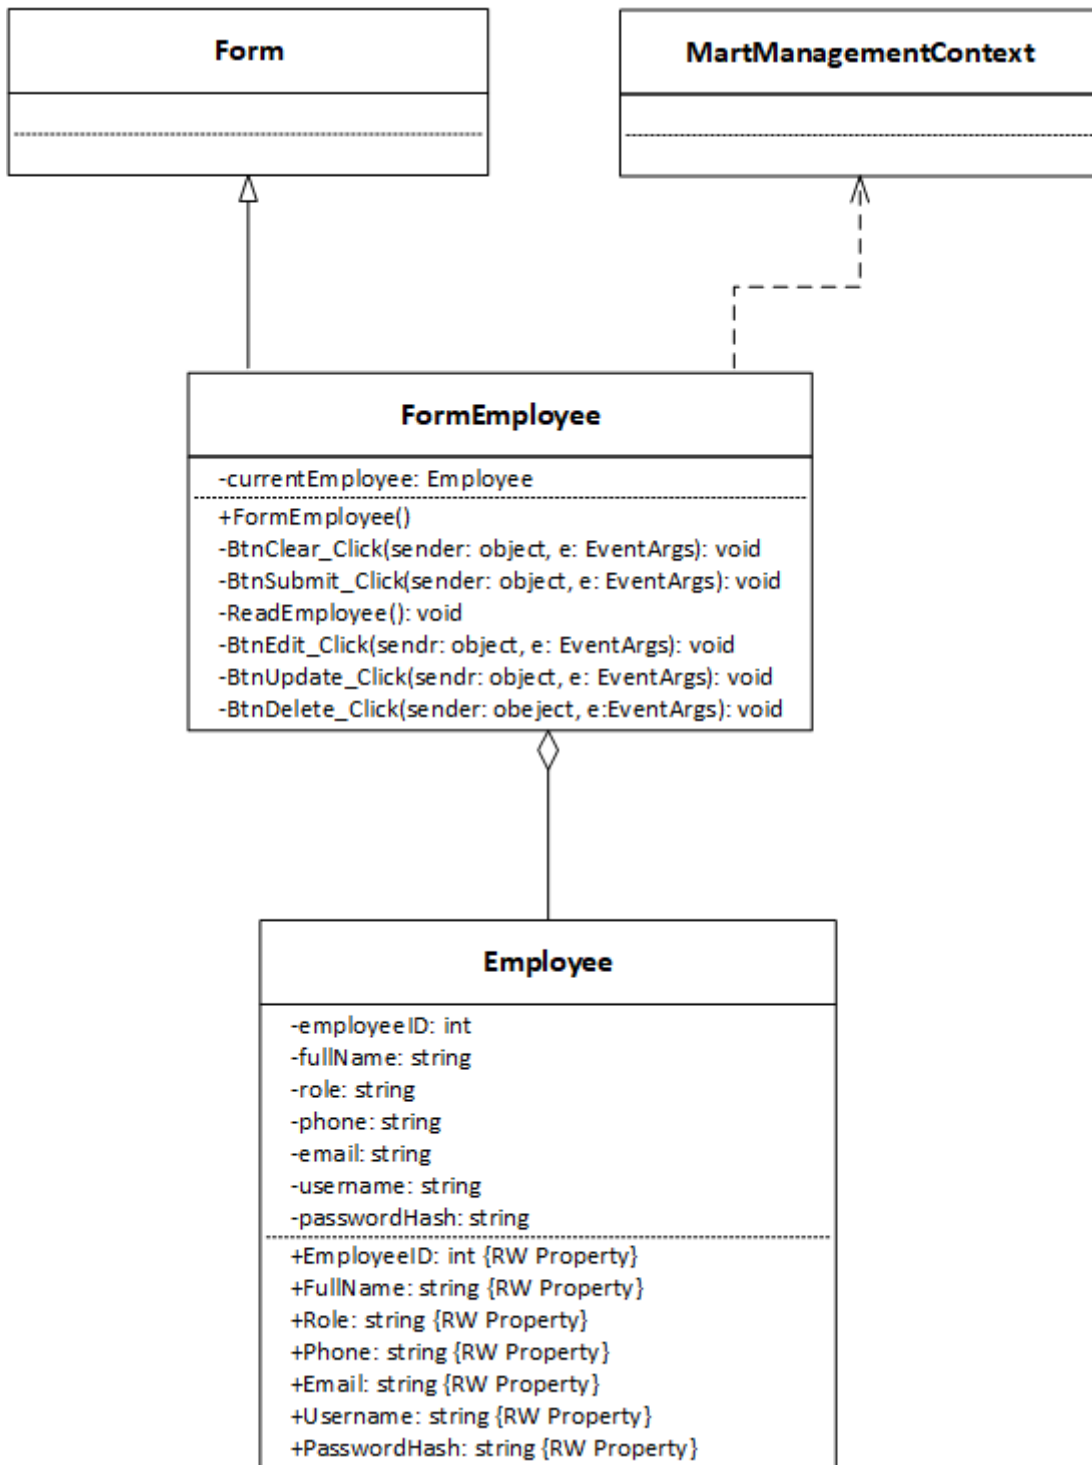 Form
MartManagementContext
FormEmployee
-currentEmployee: Employee
+FormEmployee()
-BtnClear_Click(sender: object, e: EventArgs): void
-BtnSubmit_Click(sender: object, e: EventArgs): void
-ReadEmployee(): void
-BtnEdit_Click(sendr: object, e: EventArgs): void
-BtnUpdate_Click(sendr: object, e: EventArgs): void
-BtnDelete_Click(sender: obeject, e:EventArgs): void
Employee
-employeeID: int
-fullName: string
-role: string
-phone: string
-email: string
-username: string
-passwordHash: string
+EmployeeID: int {RW Property}
+FullName: string {RW Property}
+Role: string {RW Property}
+Phone: string {RW Property}
+Email: string {RW Property}
+Username: string {RW Property}
+PasswordHash: string {RW Property}